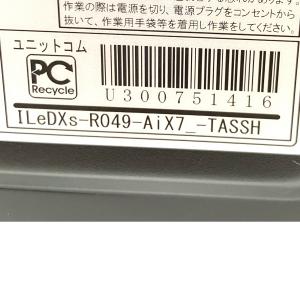 作業の際は電源を切り、電源プラグをコンセントから
抜いて、作業用手袋等を着用し作業をしてください。
ユニットコム
PC
Recycle
U300751416
ILeDXs-R049-AiX7_-TASSH